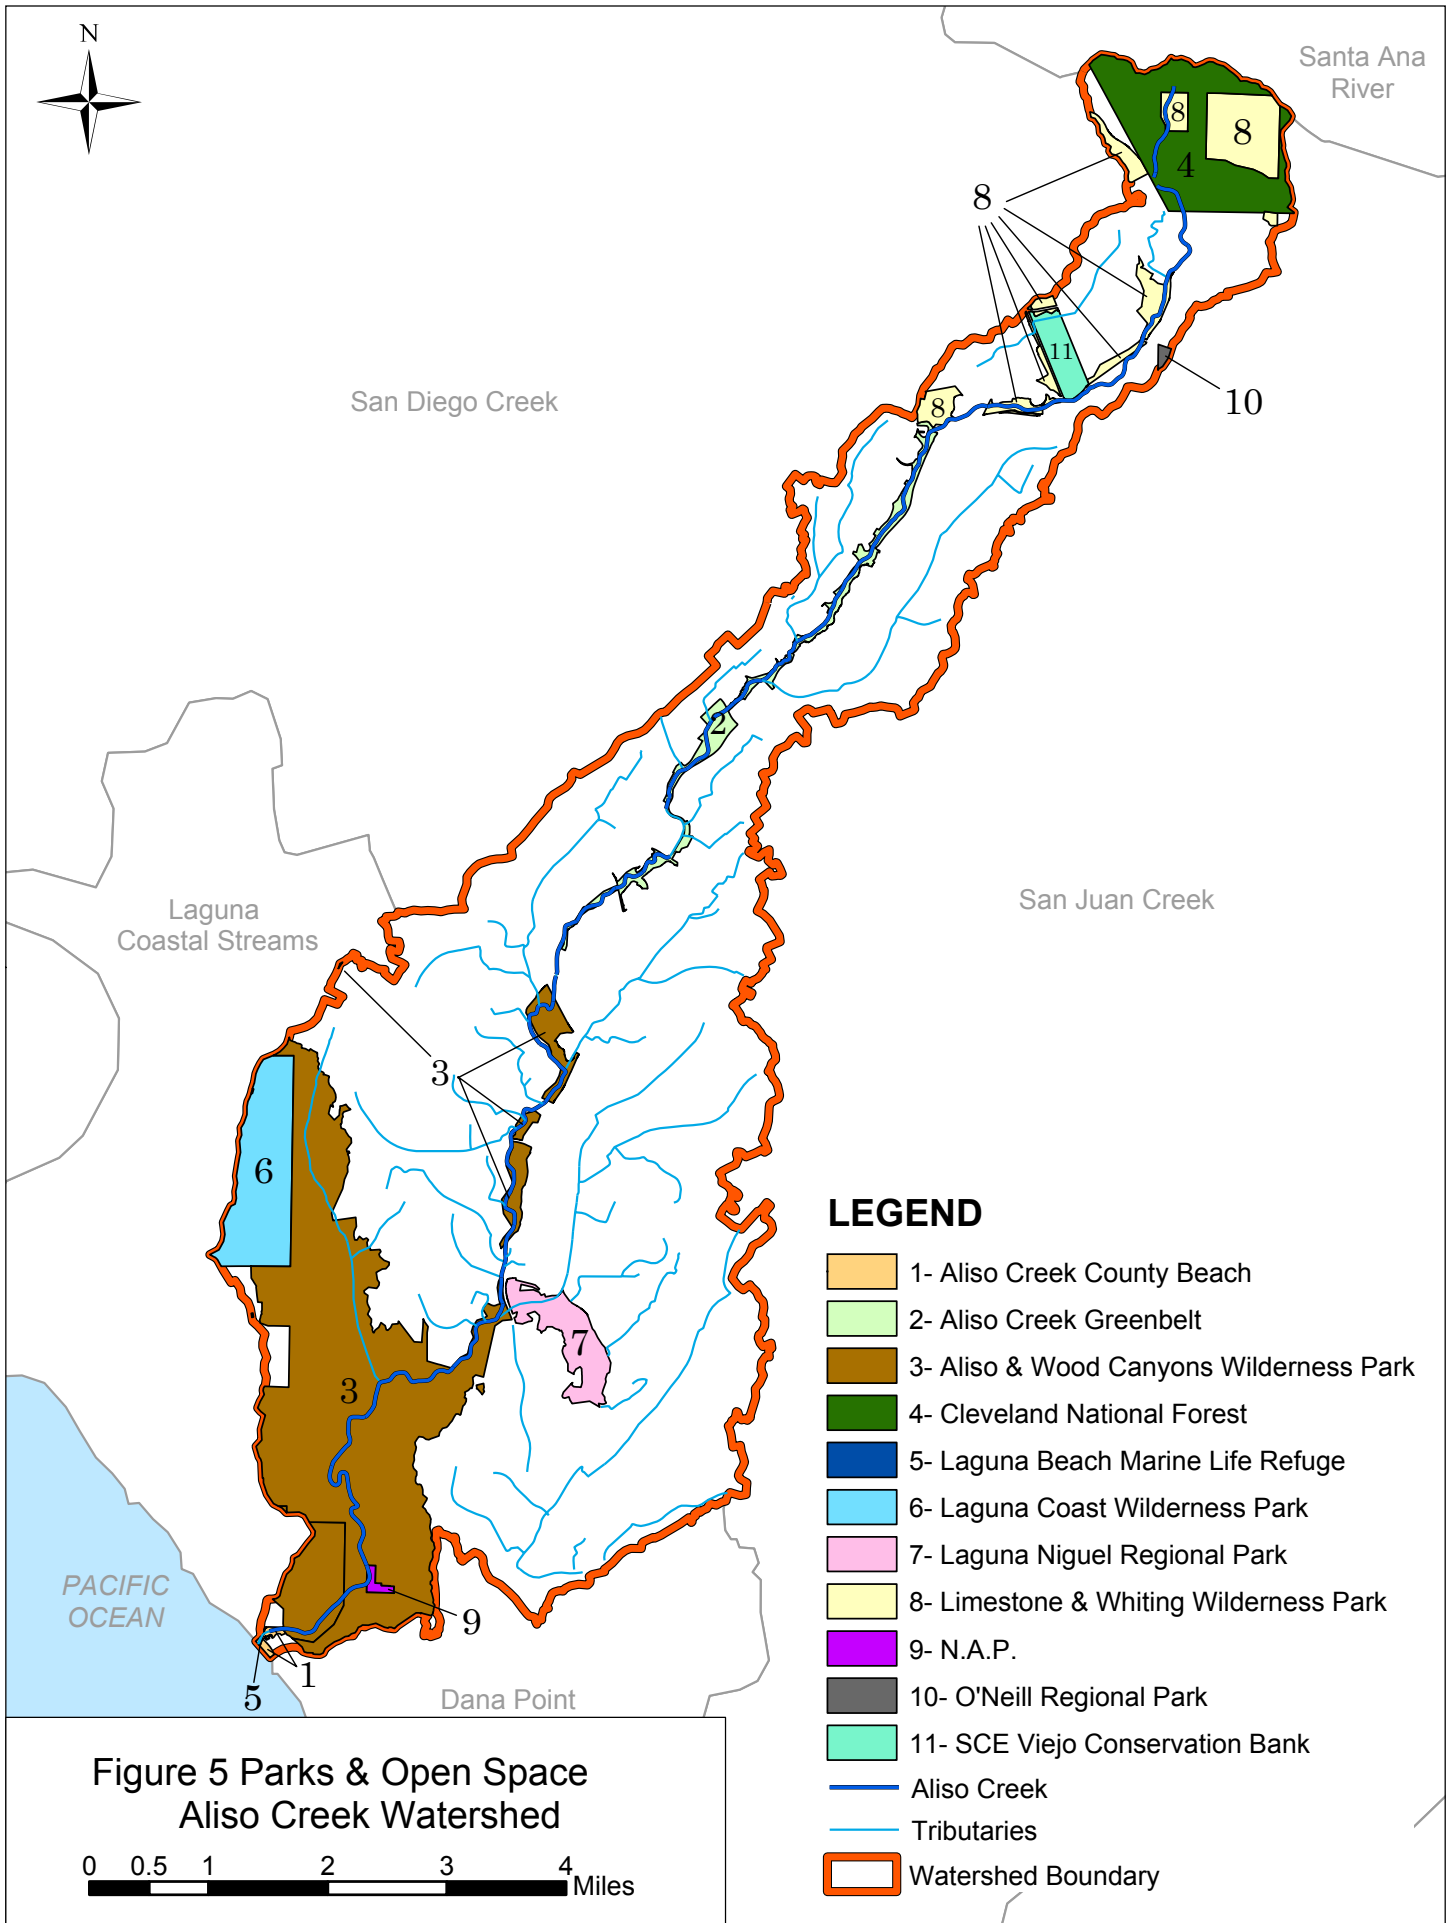 N
Santa Ana
River
8
8
4
8
11
10
8
San Diego Creek
2
San Juan Creek
Laguna
Coastal Streams
3
6
7
3
9
1
5
PACIFIC
OCEAN
Dana Point
LEGEND
1- Aliso Creek County Beach
2- Aliso Creek Greenbelt
3- Aliso & Wood Canyons Wilderness Park
4- Cleveland National Forest
5- Laguna Beach Marine Life Refuge
6- Laguna Coast Wilderness Park
7- Laguna Niguel Regional Park
8- Limestone & Whiting Wilderness Park
9- N.A.P.
10- O'Neill Regional Park
11- SCE Viejo Conservation Bank
Aliso Creek
Tributaries
Watershed Boundary
Figure 5 Parks & Open Space
Aliso Creek Watershed
0 0.5 1 2 3 4
Miles